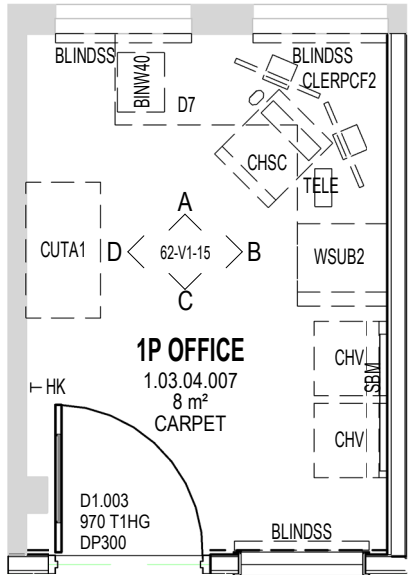 BLINDSS
BLINDSS
CLERPCF2
BINW40
D7
CHSC
TELE
A
CUTA1
D
62-V1-15
B
WSUB2
C
1P OFFICE
1.03.04.007
8 m²
CARPET
CHV
SBM
HK
CHV
D1.003
970 T1HG
DP300
BLINDSS